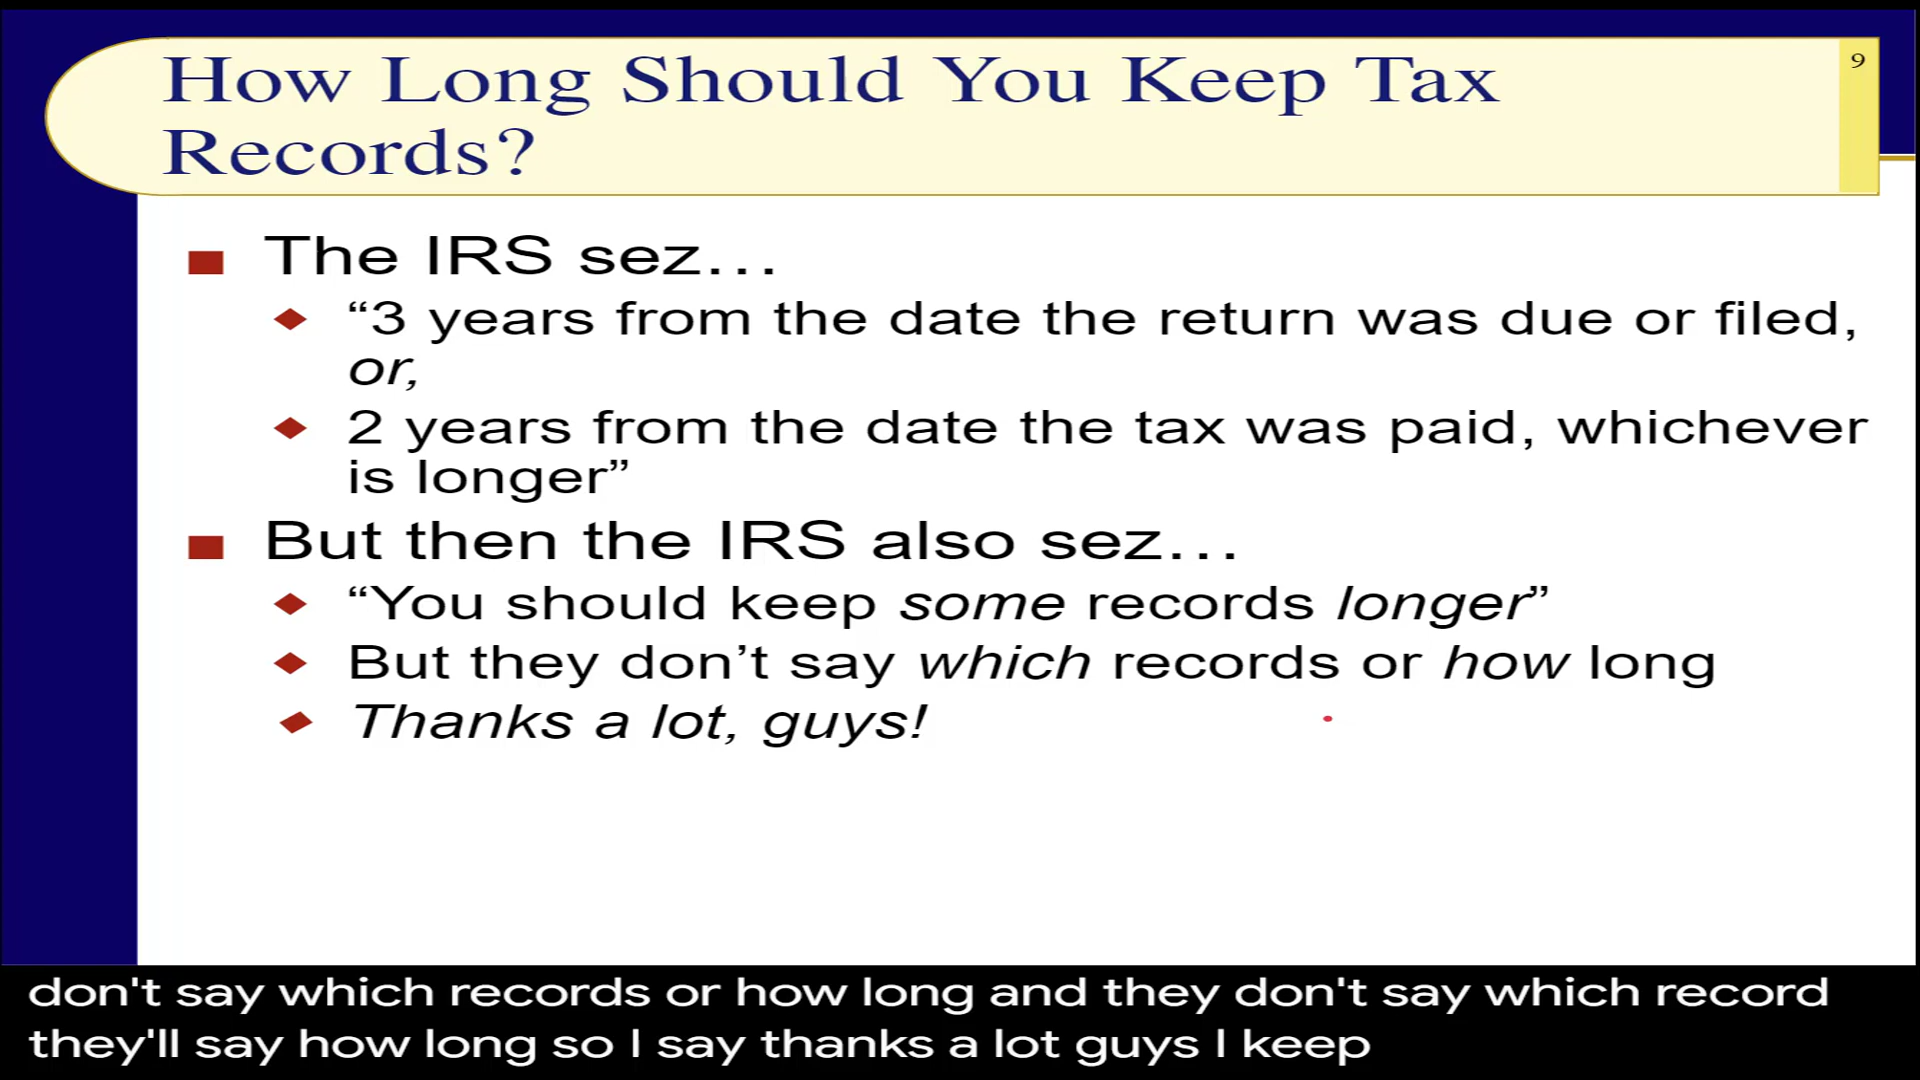 How Long Should You Keep Tax
Records?
9
The IRS sez…
“3 years from the date the return was due or filed,
or,
2 years from the date the tax was paid, whichever
is longer”
But then the IRS also sez…
“You should keep some records longer”
But they don’t say which records or how long
Thanks a lot, guys!
don't say which records or how long and they don't say which record
they'll say how long so I say thanks a lot guys I keep